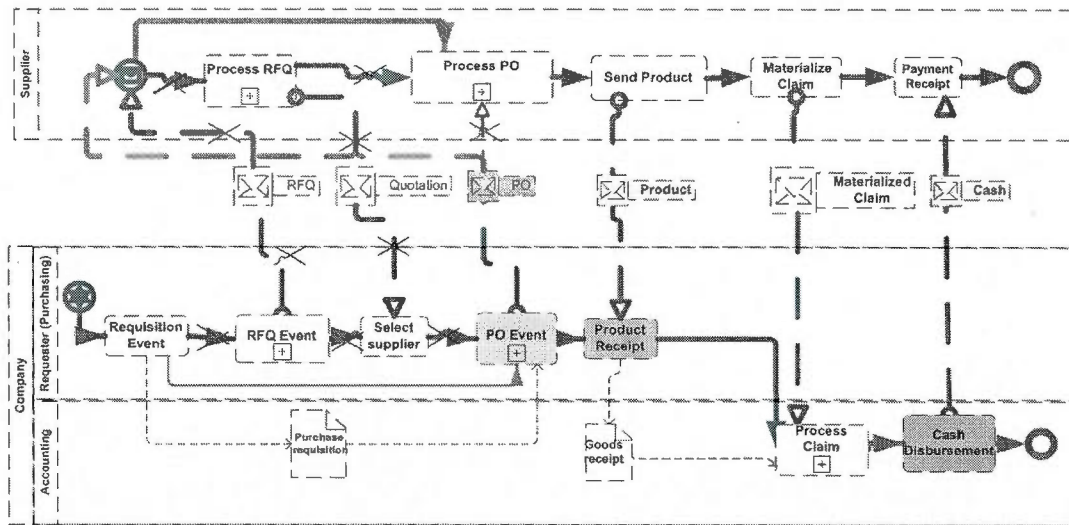 Supplier
Process RFQ
Process PO
Send Product
Materialize
Claim
Payment
Receipt
RFQ
Quotation
PO
Product
Materialized
Claim
Cash
Company
Requester (Purchasing)
Requisition
Event
RFQ Event
Select
supplier
PO Event
Product
Receipt
Accounting
Purchase
requisition
Goods
receipt
Process
Claim
Cash
Disbursement